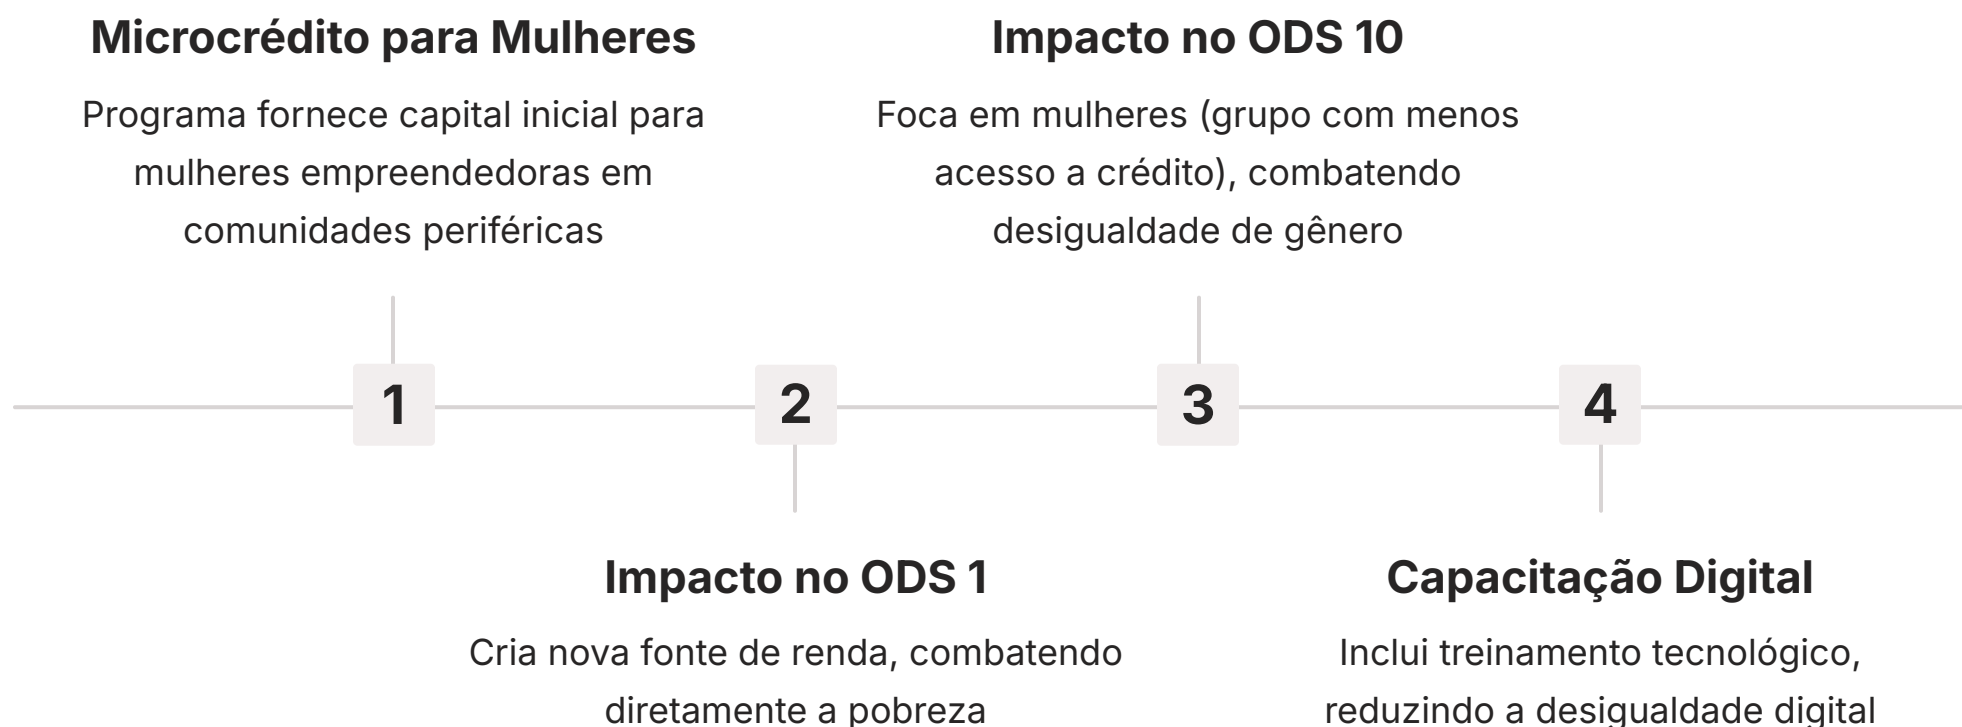 Microcrédito para Mulheres
Programa fornece capital inicial para
mulheres empreendedoras em
comunidades periféricas
Impacto no ODS 10
Foca em mulheres (grupo com menos
acesso a crédito), combatendo
desigualdade de gênero
1
2
3
4
Impacto no ODS 1
Cria nova fonte de renda, combatendo
diretamente a pobreza
Capacitação Digital
Inclui treinamento tecnológico,
reduzindo a desigualdade digital